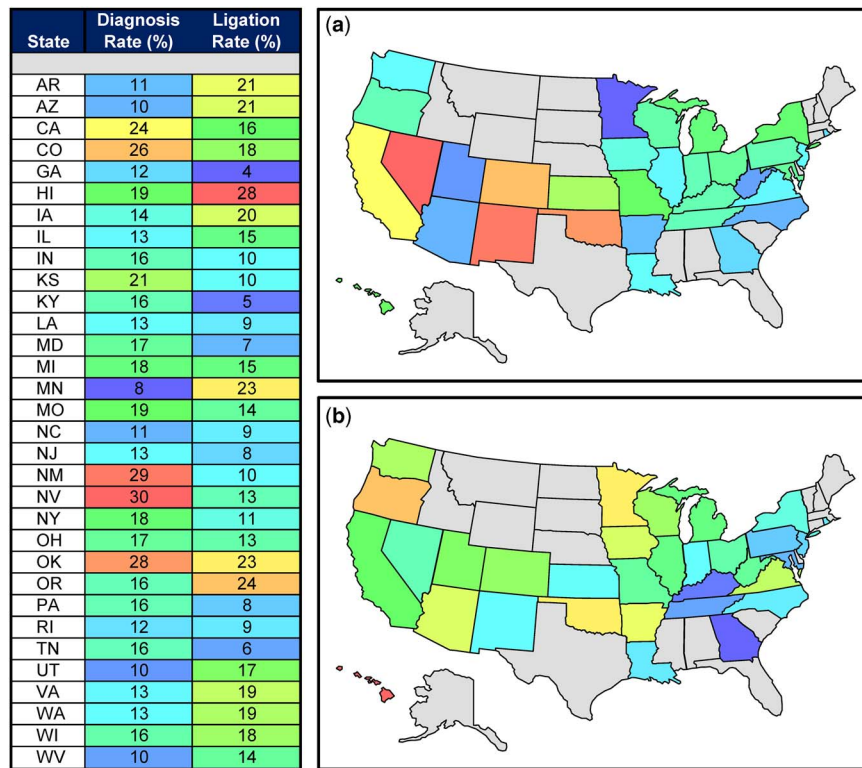 State Diagnosis Rate (%) Ligation Rate (%)
AR 11 21
AZ 10 21
CA 24 16
CO 26 18
GA 12 4
HI 19 28
IA 14 20
IL 13 15
IN 16 10
KS 21 10
KY 16 5
LA 13 9
MD 17 7
MI 18 15
MN 8 23
MO 19 14
NC 11 9
NJ 13 8
NM 29 10
NV 30 13
NY 18 11
OH 17 13
OK 28 23
OR 16 24
PA 16 8
RI 12 9
TN 16 6
UT 10 17
VA 13 19
WA 13 19
WI 16 18
WV 10 14
(a)
(b)